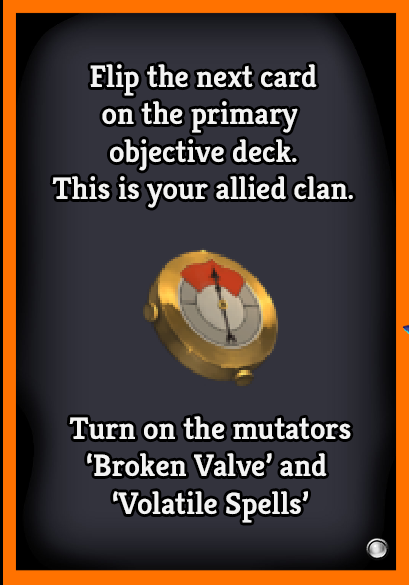 Flip the next card
on the primary
objective deck.
This is your allied clan.
Turn on the mutators
‘Broken Valve’ and
‘Volatile Spells’